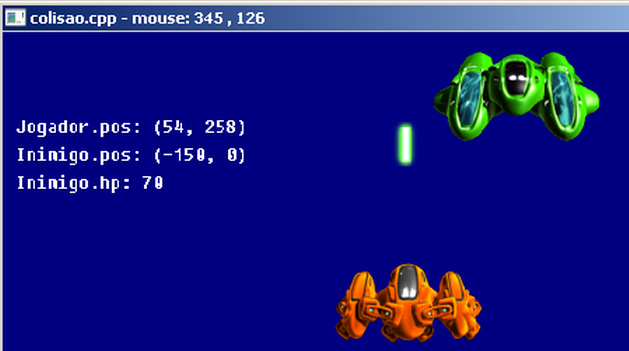 colisao.cpp - mouse: 345 , 126
Jogador.pos: (54, 258)
Inimigo.pos: (-150, 0)
Inimigo.hp: 70